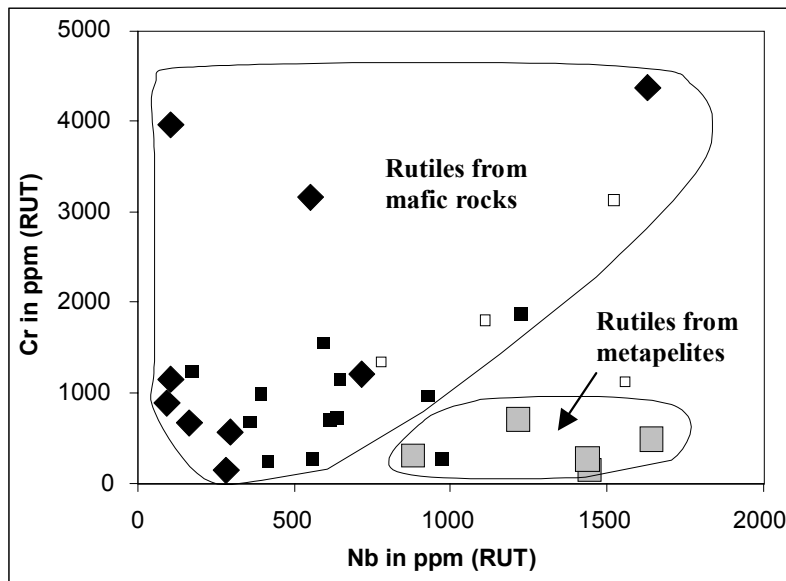 5000
4000
3000
2000
1000
0
Cr in ppm (RUT)
Rutiles from
mafic rocks
Rutiles from
metapelites
0 500 1000 1500 2000
Nb in ppm (RUT)